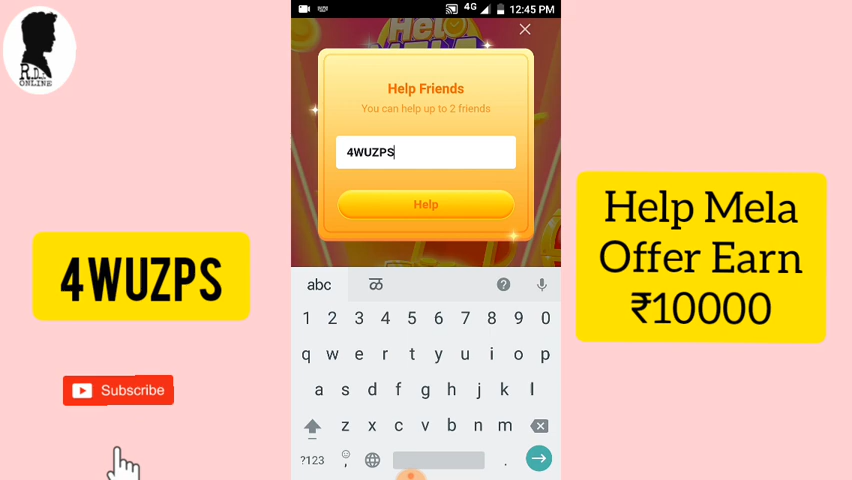 R.D.
ONLINE
4G
12:45 PM
Help Friends
You can help up to 2 friends
4WUZPS
Help
4WUZPS
Subscribe
Help Mela
Offer Earn
₹10000
abc ळ ?
1 2 3 4 5 6 7 8 9 0
q w e r t y u i o p
a s d f g h j k l
z x c v b n m
?123 , .